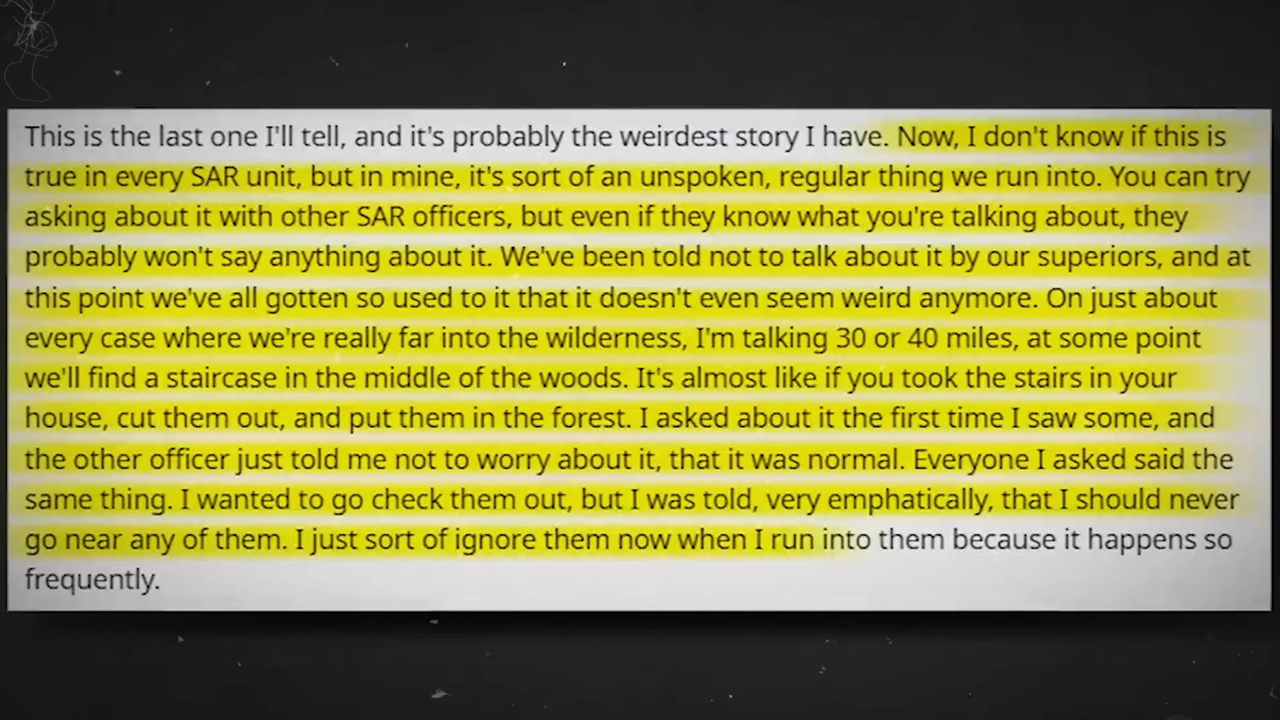 This is the last one I'll tell, and it's probably the weirdest story I have. Now, I don't know if this is
true in every SAR unit, but in mine, it's sort of an unspoken, regular thing we run into. You can try
asking about it with other SAR officers, but even if they know what you're talking about, they
probably won't say anything about it. We've been told not to talk about it by our superiors, and at
this point we've all gotten so used to it that it doesn't even seem weird anymore. On just about
every case where we're really far into the wilderness, I'm talking 30 or 40 miles, at some point
we'll find a staircase in the middle of the woods. It's almost like if you took the stairs in your
house, cut them out, and put them in the forest. I asked about it the first time I saw some, and
the other officer just told me not to worry about it, that it was normal. Everyone I asked said the
same thing. I wanted to go check them out, but I was told, very emphatically, that I should never
go near any of them. I just sort of ignore them now when I run into them because it happens so
frequently.